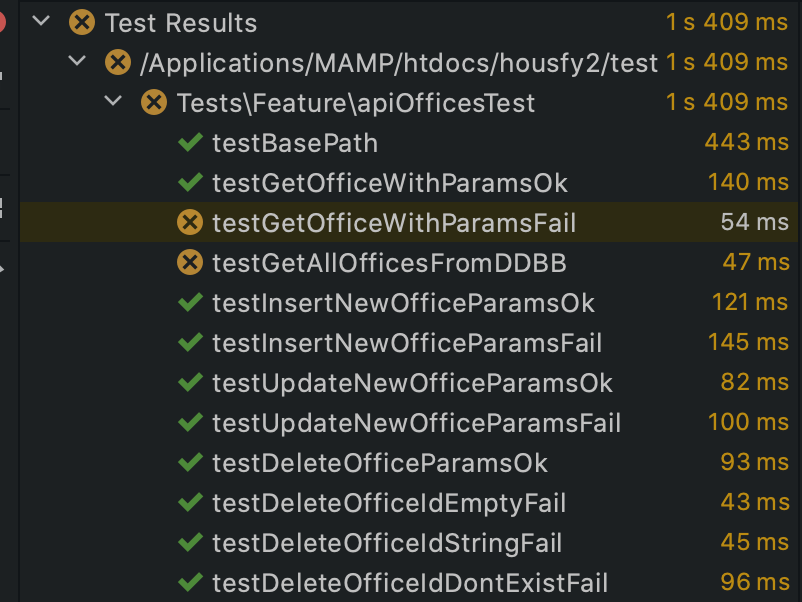 Test Results 1 s 409 ms
/Applications/MAMP/htdocs/housfy2/test 1 s 409 ms
Tests\Feature\apiOfficesTest 1 s 409 ms
testBasePath 443 ms
testGetOfficeWithParamsOk 140 ms
testGetOfficeWithParamsFail 54 ms
testGetAllOfficesFromDDBB 47 ms
testInsertNewOfficeParamsOk 121 ms
testInsertNewOfficeParamsFail 145 ms
testUpdateNewOfficeParamsOk 82 ms
testUpdateNewOfficeParamsFail 100 ms
testDeleteOfficeParamsOk 93 ms
testDeleteOfficeIdEmptyFail 43 ms
testDeleteOfficeIdStringFail 45 ms
testDeleteOfficeIdDontExistFail 96 ms